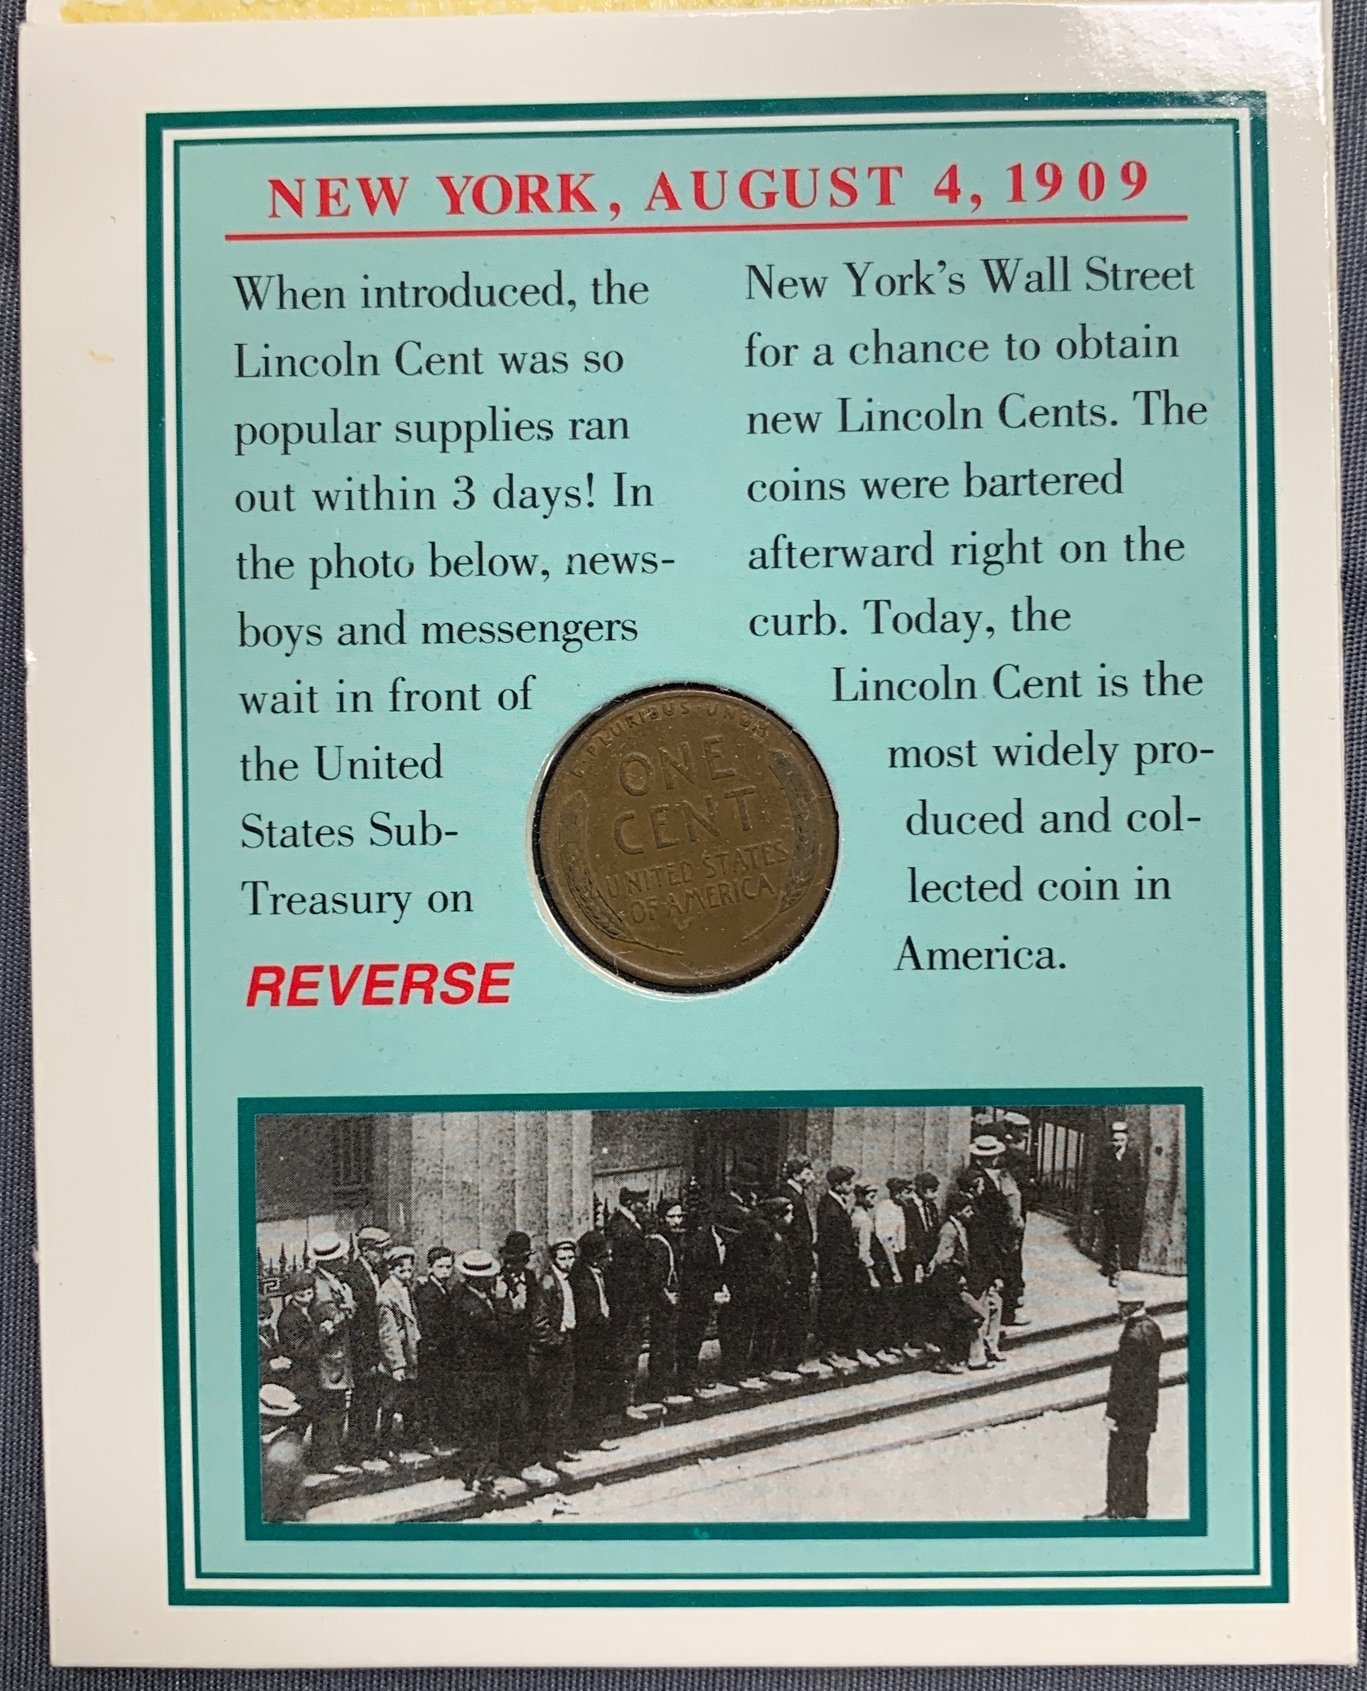 NEW YORK, AUGUST 4, 1909
When introduced, the
Lincoln Cent was so
popular supplies ran
out within 3 days! In
the photo below, news-
boys and messengers
wait in front of
the United
States Sub-
Treasury on
REVERSE
New York's Wall Street
for a chance to obtain
new Lincoln Cents. The
coins were bartered
afterward right on the
curb. Today, the
Lincoln Cent is the
most widely pro-
duced and col-
lected coin in
America.
E·PLURIBUS·UNUM
ONE
CENT
UNITED STATES
OF AMERICA